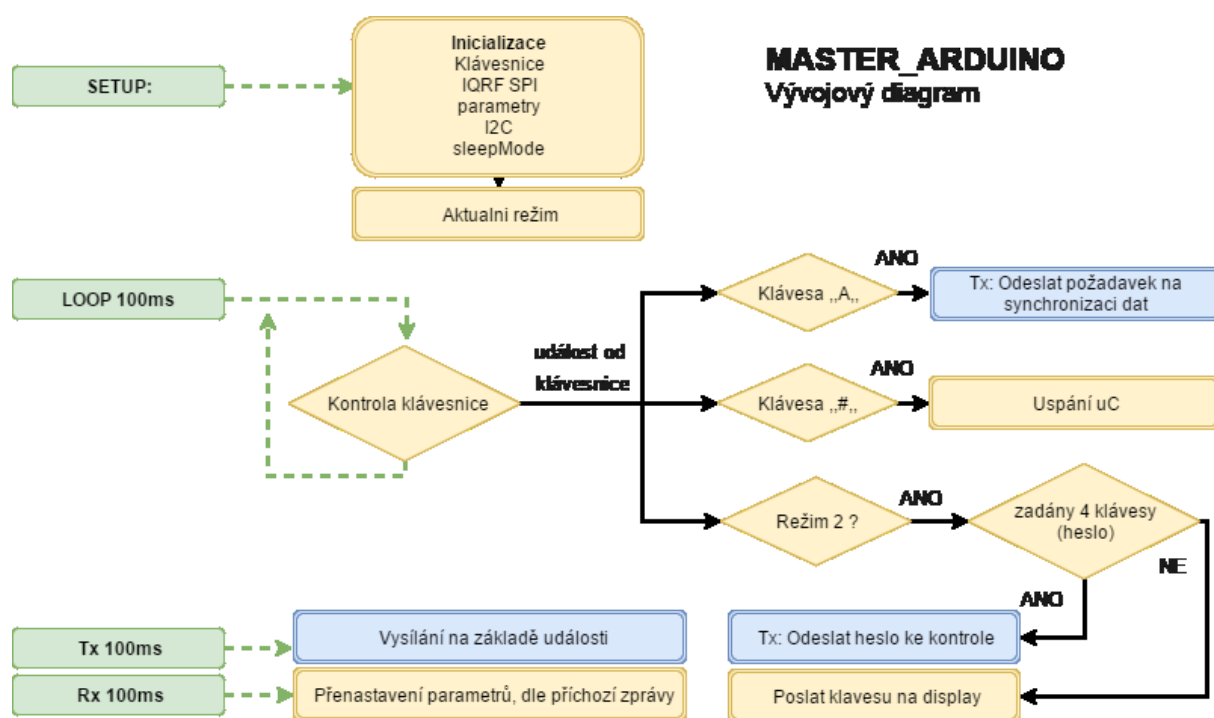 MASTER_ARDUINO
Vývojový diagram
SETUP:
Inicializace
Klávesnice
IQRF SPI
parametry
I2C
sleepMode
Aktualni režim
LOOP 100ms
Kontrola klávesnice
událost od
klávesnice
Klávesa ,,A,,
ANO
Tx: Odeslat požadavek na
synchronizaci dat
Klávesa ,,#,,
ANO
Uspání uC
Režim 2 ?
ANO
zadány 4 klávesy
(heslo)
NE
ANO
Tx 100ms
Vysílání na základě události
Tx: Odeslat heslo ke kontrole
Rx 100ms
Přenastavení parametrů, dle příchozí zprávy
Poslat klavesu na display